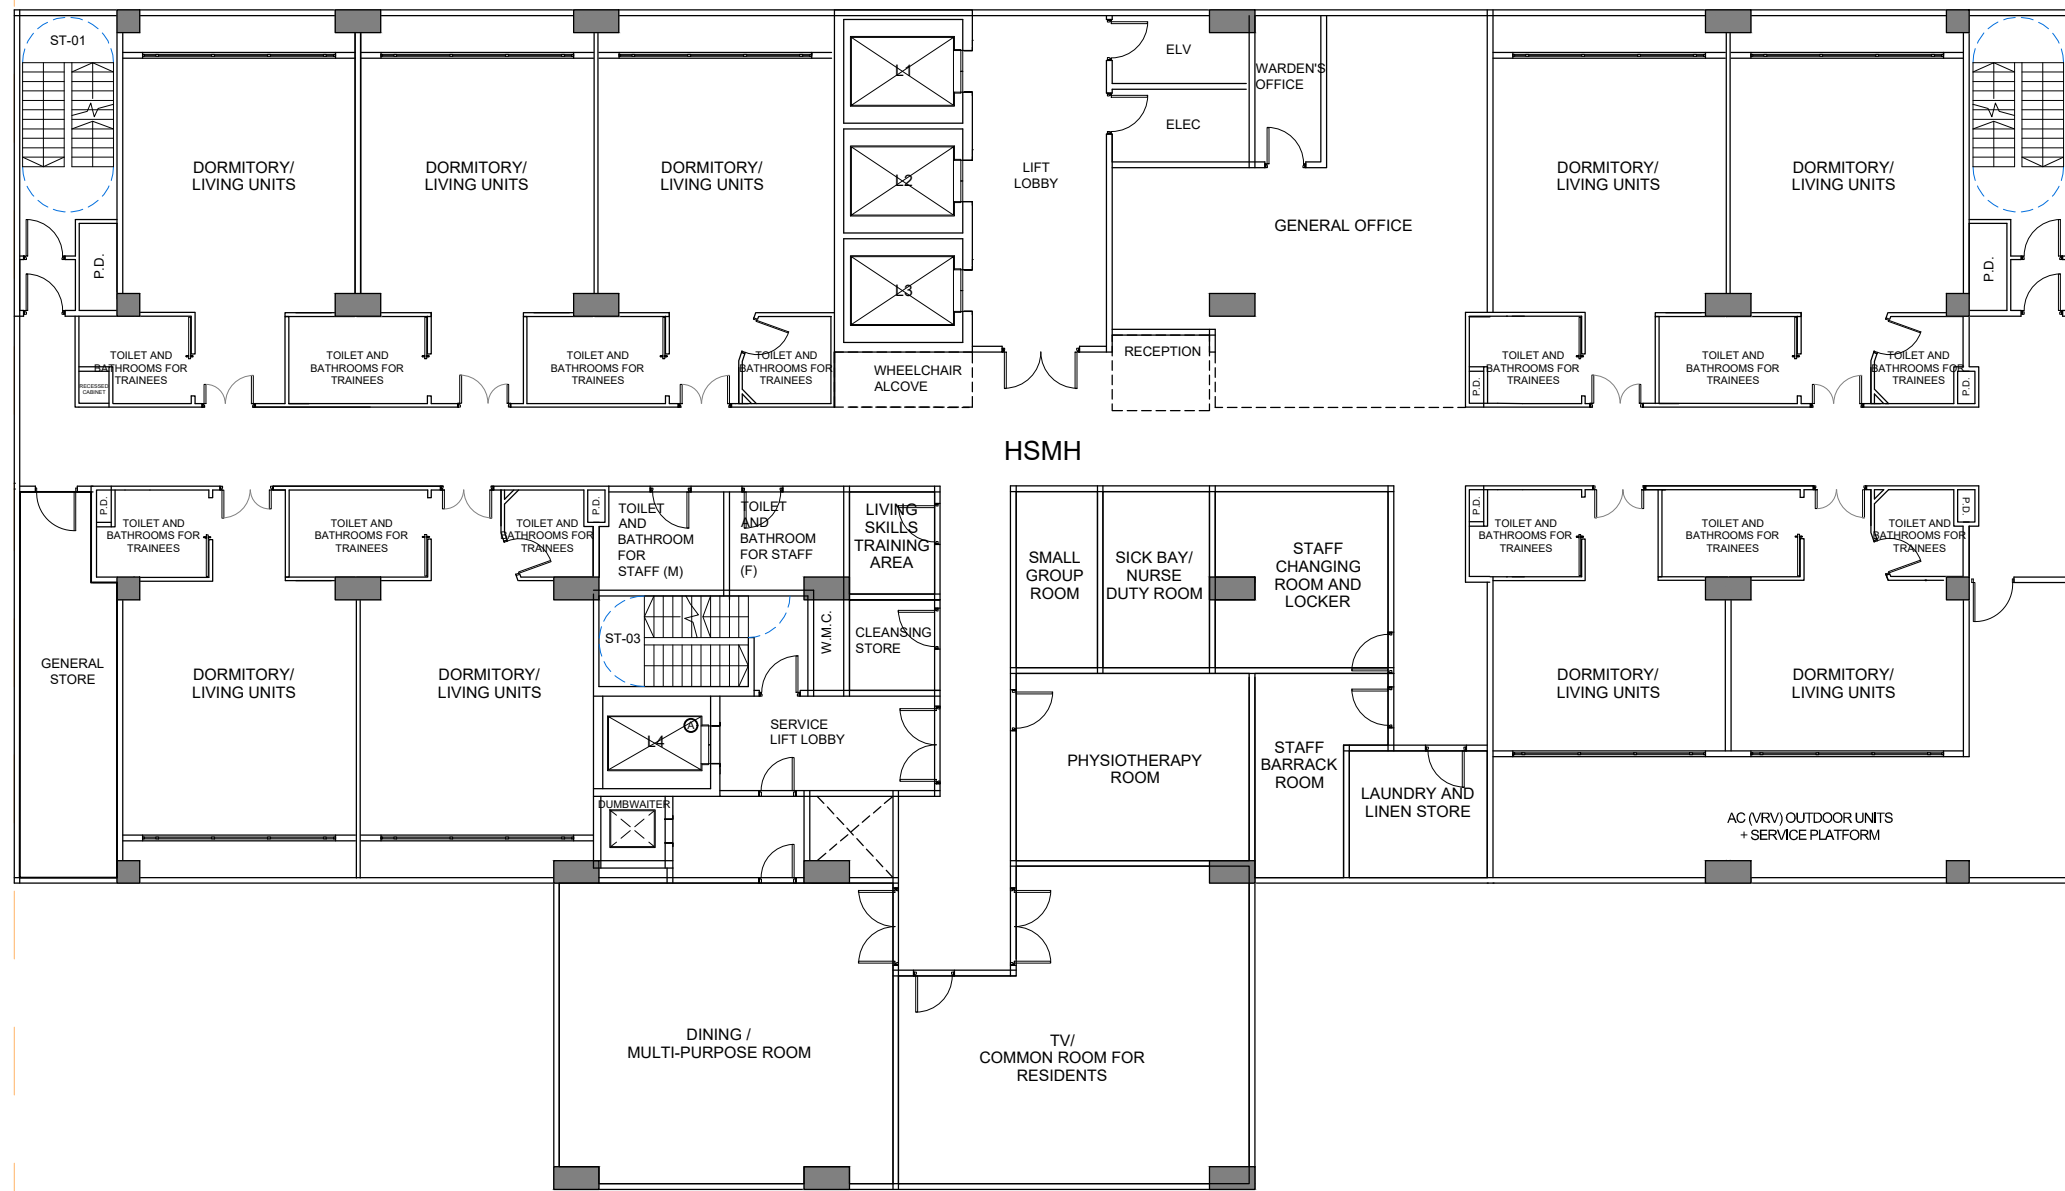 ST-01
L1
ELV
WARDEN'S
OFFICE
ELEC
L2
DORMITORY/
LIVING UNITS
DORMITORY/
LIVING UNITS
DORMITORY/
LIVING UNITS
LIFT
LOBBY
DORMITORY/
LIVING UNITS
DORMITORY/
LIVING UNITS
GENERAL OFFICE
P.D.
L3
P.D.
TOILET AND
BATHROOMS FOR
TRAINEES
RECESSED
CABINET
TOILET AND
BATHROOMS FOR
TRAINEES
TOILET AND
BATHROOMS FOR
TRAINEES
TOILET AND
BATHROOMS FOR
TRAINEES
WHEELCHAIR
ALCOVE
RECEPTION
P.D.
TOILET AND
BATHROOMS FOR
TRAINEES
TOILET AND
BATHROOMS FOR
TRAINEES
TOILET AND
BATHROOMS FOR
TRAINEES
P.D.
HSMH
P.D.
TOILET AND
BATHROOMS FOR
TRAINEES
TOILET AND
BATHROOMS FOR
TRAINEES
TOILET AND
BATHROOMS FOR
TRAINEES
P.D.
TOILET
AND
BATHROOM
FOR
STAFF (M)
TOILET
AND
BATHROOM
FOR STAFF
(F)
LIVING
SKILLS
TRAINING
AREA
SMALL
GROUP
ROOM
SICK BAY/
NURSE
DUTY ROOM
STAFF
CHANGING
ROOM AND
LOCKER
P.D.
TOILET AND
BATHROOMS FOR
TRAINEES
TOILET AND
BATHROOMS FOR
TRAINEES
TOILET AND
BATHROOMS FOR
TRAINEES
P.D.
GENERAL
STORE
DORMITORY/
LIVING UNITS
DORMITORY/
LIVING UNITS
ST-03
W.M.C.
CLEANSING
STORE
DORMITORY/
LIVING UNITS
DORMITORY/
LIVING UNITS
L4
A
SERVICE
LIFT LOBBY
PHYSIOTHERAPY
ROOM
STAFF
BARRACK
ROOM
LAUNDRY AND
LINEN STORE
DUMBWAITER
AC (VRV) OUTDOOR UNITS
+ SERVICE PLATFORM
DINING /
MULTI-PURPOSE ROOM
TV/
COMMON ROOM FOR
RESIDENTS